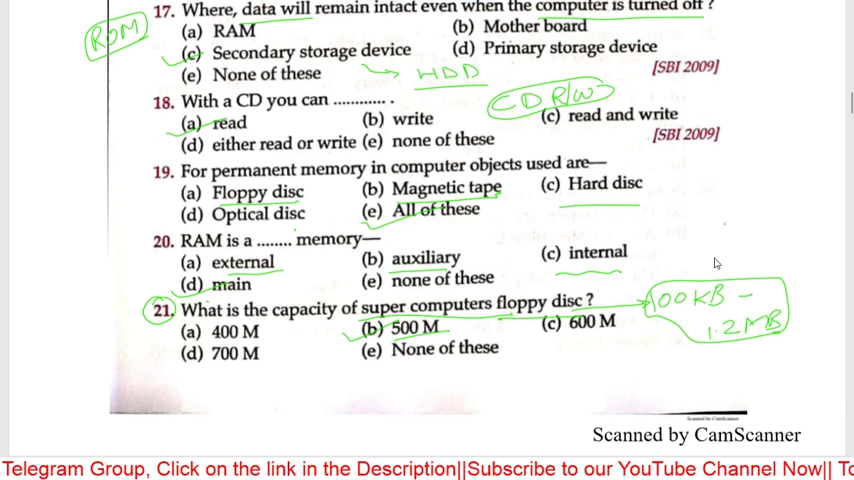 17. Where, data will remain intact even when the computer is turned off ?
ROM
(a) RAM (b) Mother board
(c) Secondary storage device (d) Primary storage device
(e) None of these [SBI 2009]
HDD
18. With a CD you can ............ .
CD R/W
(a) read (b) write (c) read and write
(d) either read or write (e) none of these [SBI 2009]
19. For permanent memory in computer objects used are—
(a) Floppy disc (b) Magnetic tape (c) Hard disc
(d) Optical disc (e) All of these
20. RAM is a ........ memory—
(a) external (b) auxiliary (c) internal
(d) main (e) none of these
21. What is the capacity of super computers floppy disc ?
100 KB –
1.2 MB
(a) 400 M (b) 500 M (c) 600 M
(d) 700 M (e) None of these
Scanned by CamScanner
Scanned by CamScanner
Telegram Group, Click on the link in the Description||Subscribe to our YouTube Channel Now|| To